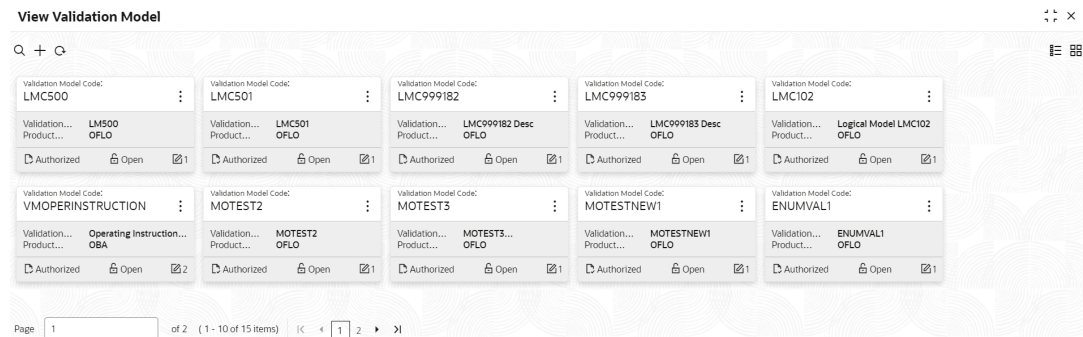 View Validation Model
Validation Model Code:
LMC500
Validation... LM500
Product... OFLO
Authorized Open 1
Validation Model Code:
LMC501
Validation... LMC501
Product... OFLO
Authorized Open 1
Validation Model Code:
LMC999182
Validation... LMC999182 Desc
Product... OFLO
Authorized Open 1
Validation Model Code:
LMC999183
Validation... LMC999183 Desc
Product... OFLO
Authorized Open 1
Validation Model Code:
LMC102
Validation... Logical Model LMC102
Product... OFLO
Authorized Open 1
Validation Model Code:
VMOPERINSTRUCTION
Validation... Operating Instruction...
Product... OBA
Authorized Open 2
Validation Model Code:
MOTEST2
Validation... MOTEST2
Product... OFLO
Authorized Open 1
Validation Model Code:
MOTEST3
Validation... MOTEST3...
Product... OFLO
Authorized Open 1
Validation Model Code:
MOTESTNEW1
Validation... MOTESTNEW1
Product... OFLO
Authorized Open 1
Validation Model Code:
ENUMVAL1
Validation... ENUMVAL1
Product... OFLO
Authorized Open 1
Page 1 of 2 (1 - 10 of 15 items) 1 2